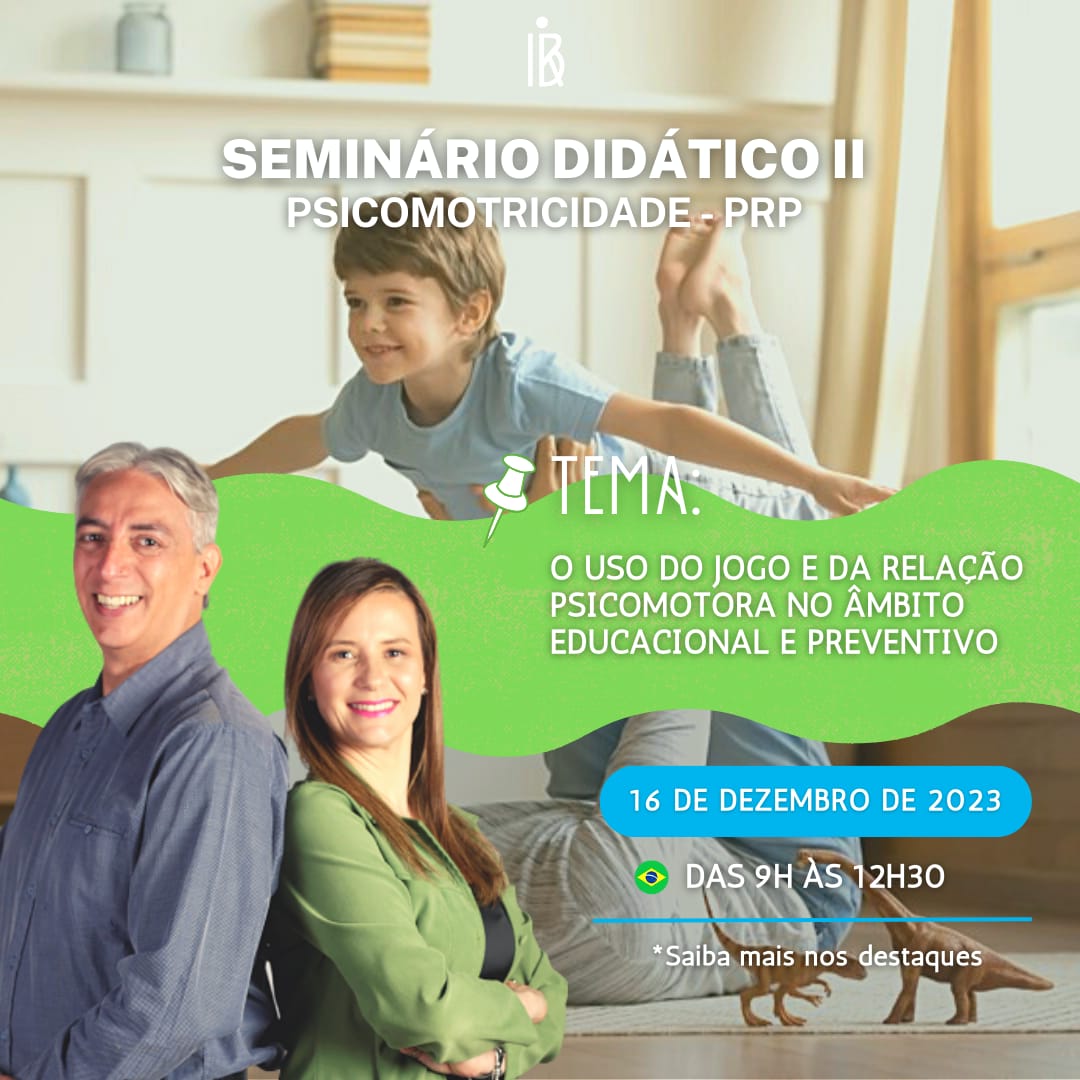 IBR
SEMINÁRIO DIDÁTICO II
PSICOMOTRICIDADE - PRP
TEMA:
O USO DO JOGO E DA RELAÇÃO
PSICOMOTORA NO ÂMBITO
EDUCACIONAL E PREVENTIVO
16 DE DEZEMBRO DE 2023
DAS 9H ÀS 12H30
*Saiba mais nos destaques